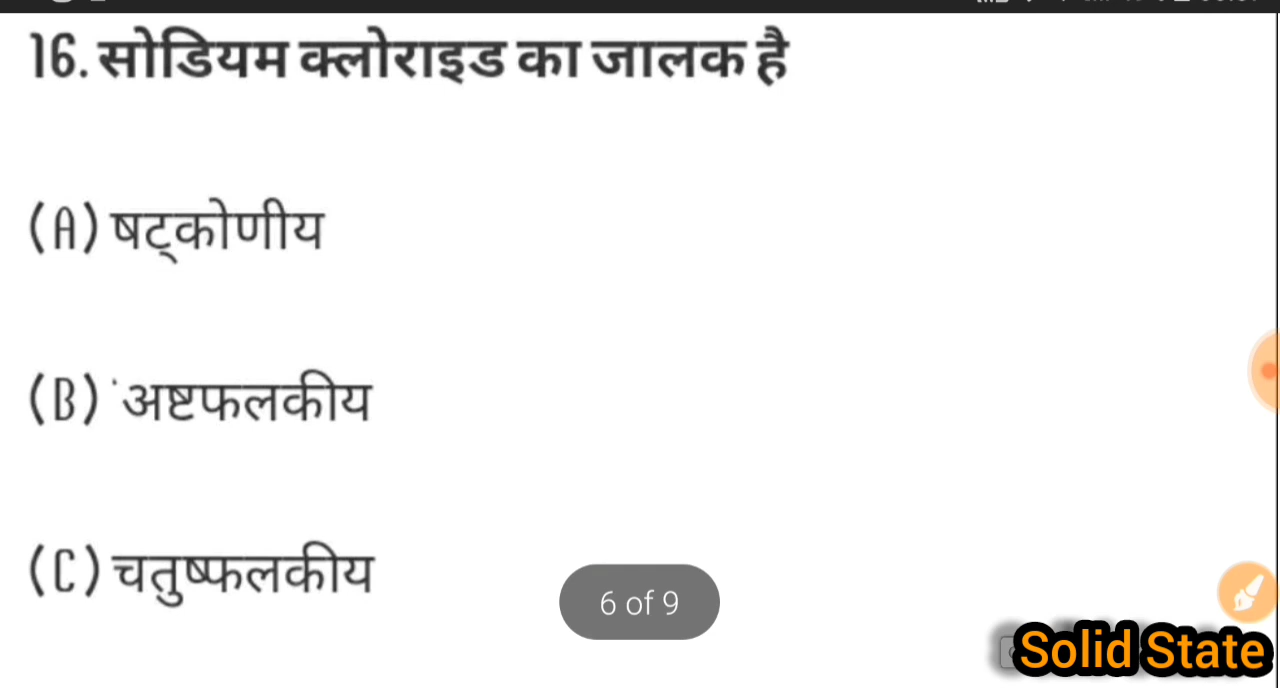 16. सोडियम क्लोराइड का जालक है
(A) षट्कोणीय
(B) अष्टफलकीय
(C) चतुष्फलकीय
6 of 9
Solid State